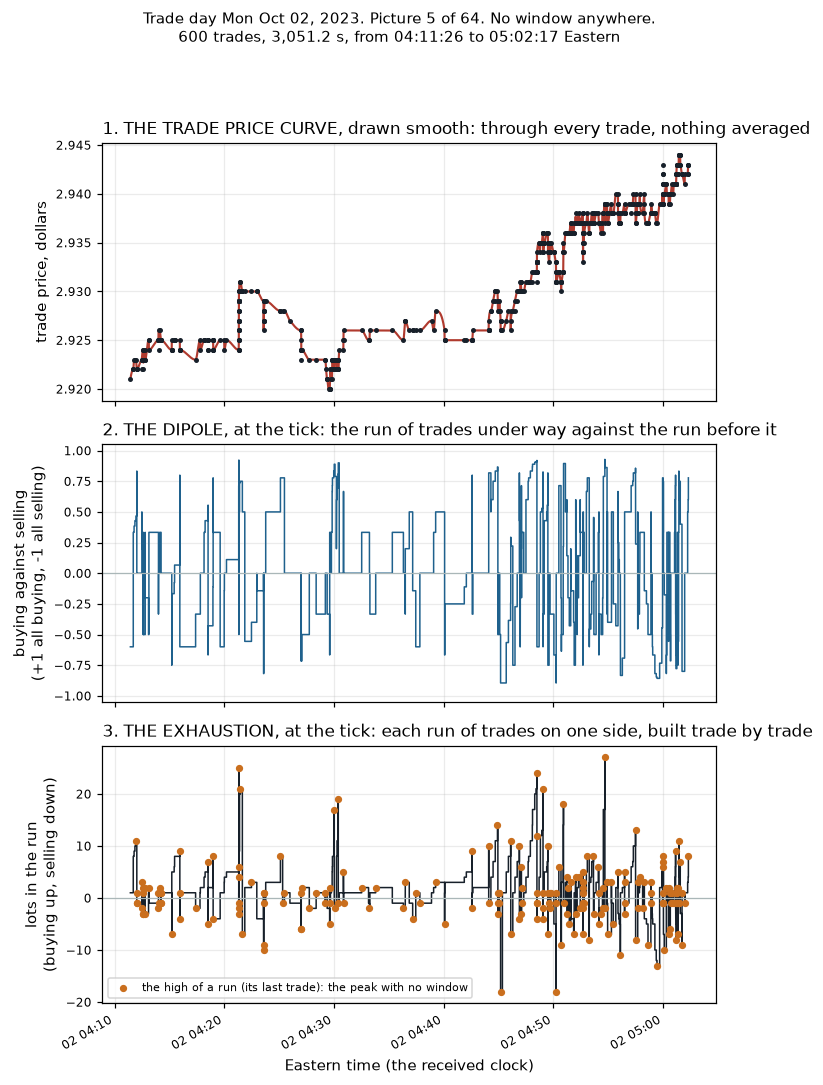 Trade day Mon Oct 02, 2023. Picture 5 of 64. No window anywhere.
600 trades, 3,051.2 s, from 04:11:26 to 05:02:17 Eastern
1. THE TRADE PRICE CURVE, drawn smooth: through every trade, nothing averaged
2.945
2.940
2.935
2.930
2.925
2.920
trade price, dollars
2. THE DIPOLE, at the tick: the run of trades under way against the run before it
1.00
0.75
0.50
0.25
0.00
−0.25
−0.50
−0.75
−1.00
buying against selling
(+1 all buying, -1 all selling)
3. THE EXHAUSTION, at the tick: each run of trades on one side, built trade by trade
20
10
0
−10
−20
lots in the run
(buying up, selling down)
the high of a run (its last trade): the peak with no window
02 04:10
02 04:20
02 04:30
02 04:40
02 04:50
02 05:00
Eastern time (the received clock)